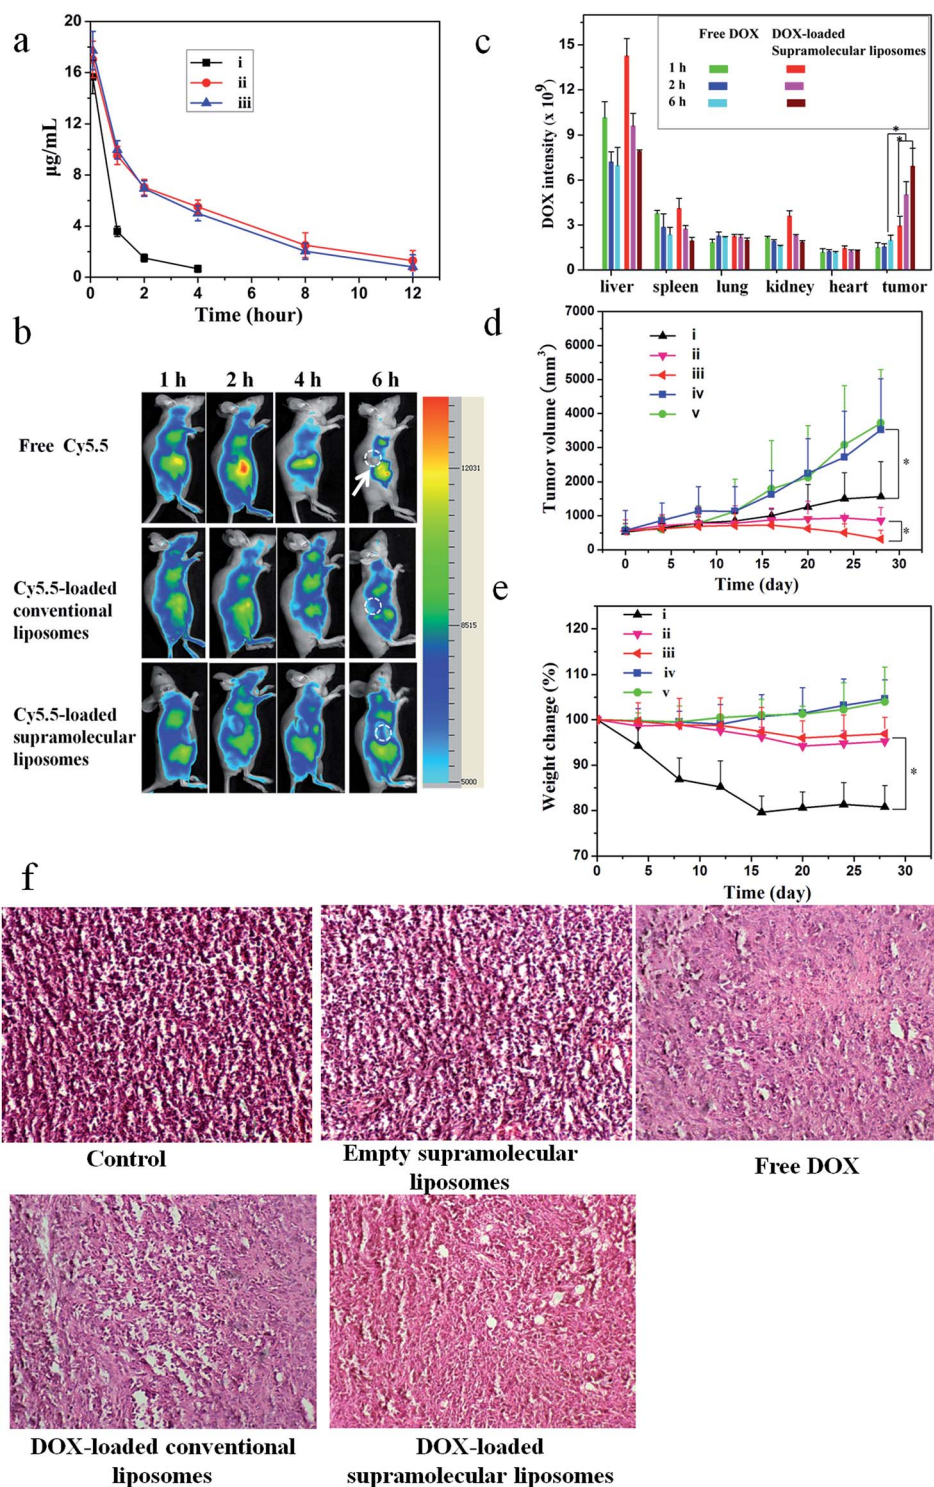 a
20
16
12
8
4
0
µg/mL
i
ii
iii
0 2 4 6 8 10 12
Time (hour)
c
15
12
9
6
3
0
DOX intensity (x 10⁹)
Free DOX
DOX-loaded
Supramolecular liposomes
1 h
2 h
6 h
*
*
liver spleen lung kidney heart tumor
b
1 h 2 h 4 h 6 h
Free Cy5.5
Cy5.5-loaded
conventional
liposomes
Cy5.5-loaded
supramolecular
liposomes
12031
8515
5000
d
7000
6000
5000
4000
3000
2000
1000
0
Tumor volume (mm³)
i
ii
iii
iv
v
*
*
0 5 10 15 20 25 30
Time (day)
e
120
110
100
90
80
70
Weight change (%)
i
ii
iii
iv
v
*
0 5 10 15 20 25 30
Time (day)
f
Control
Empty supramolecular
liposomes
Free DOX
DOX-loaded conventional
liposomes
DOX-loaded
supramolecular liposomes